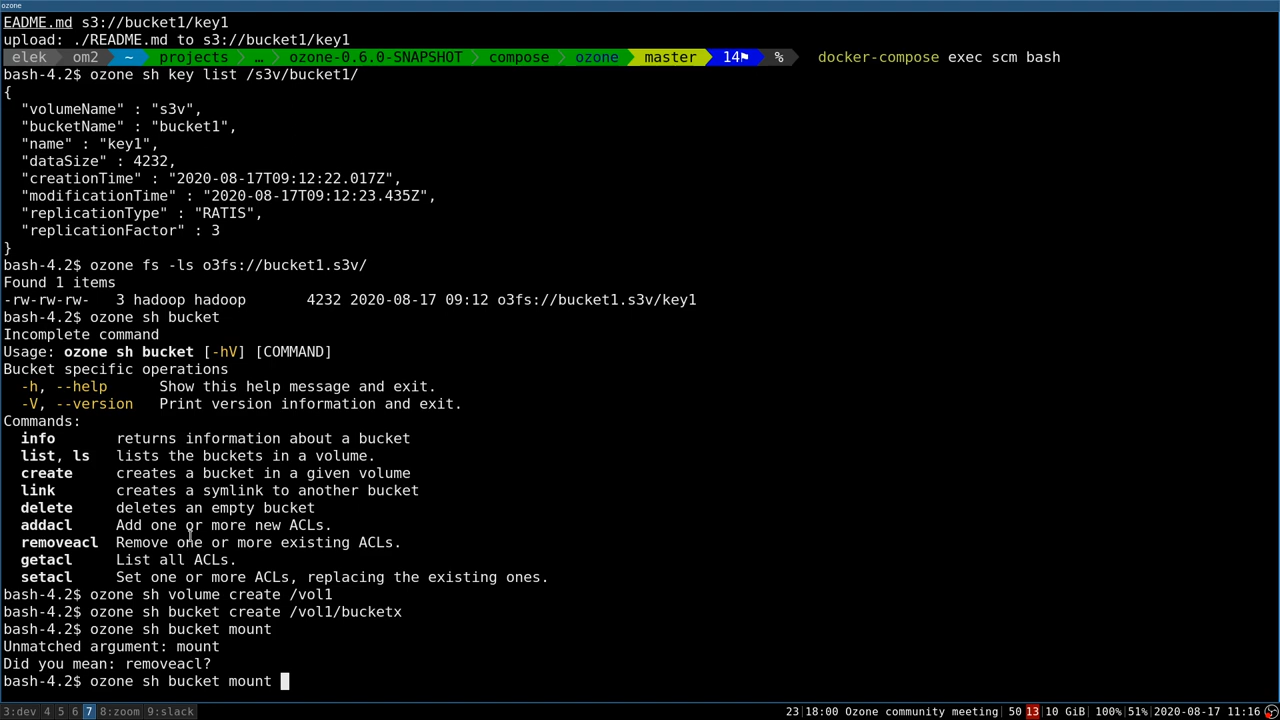 ozone
EADME.md s3://bucket1/key1
upload: ./README.md to s3://bucket1/key1
elek om2 ~ projects … ozone-0.6.0-SNAPSHOT compose ozone master 14⚑ % docker-compose exec scm bash
bash-4.2$ ozone sh key list /s3v/bucket1/
{
  "volumeName" : "s3v",
  "bucketName" : "bucket1",
  "name" : "key1",
  "dataSize" : 4232,
  "creationTime" : "2020-08-17T09:12:22.017Z",
  "modificationTime" : "2020-08-17T09:12:23.435Z",
  "replicationType" : "RATIS",
  "replicationFactor" : 3
}
bash-4.2$ ozone fs -ls o3fs://bucket1.s3v/
Found 1 items
-rw-rw-rw-   3 hadoop hadoop       4232 2020-08-17 09:12 o3fs://bucket1.s3v/key1
bash-4.2$ ozone sh bucket
Incomplete command
Usage: ozone sh bucket [-hV] [COMMAND]
Bucket specific operations
  -h, --help      Show this help message and exit.
  -V, --version   Print version information and exit.
Commands:
  info       returns information about a bucket
  list, ls   lists the buckets in a volume.
  create     creates a bucket in a given volume
  link       creates a symlink to another bucket
  delete     deletes an empty bucket
  addacl     Add one or more new ACLs.
  removeacl  Remove one or more existing ACLs.
  getacl     List all ACLs.
  setacl     Set one or more ACLs, replacing the existing ones.
bash-4.2$ ozone sh volume create /vol1
bash-4.2$ ozone sh bucket create /vol1/bucketx
bash-4.2$ ozone sh bucket mount
Unmatched argument: mount
Did you mean: removeacl?
bash-4.2$ ozone sh bucket mount
3:dev 4 5 6 7 8:zoom 9:slack 23|18:00 Ozone community meeting| 50 13 10 GiB| 100%|51%|2020-08-17 11:16